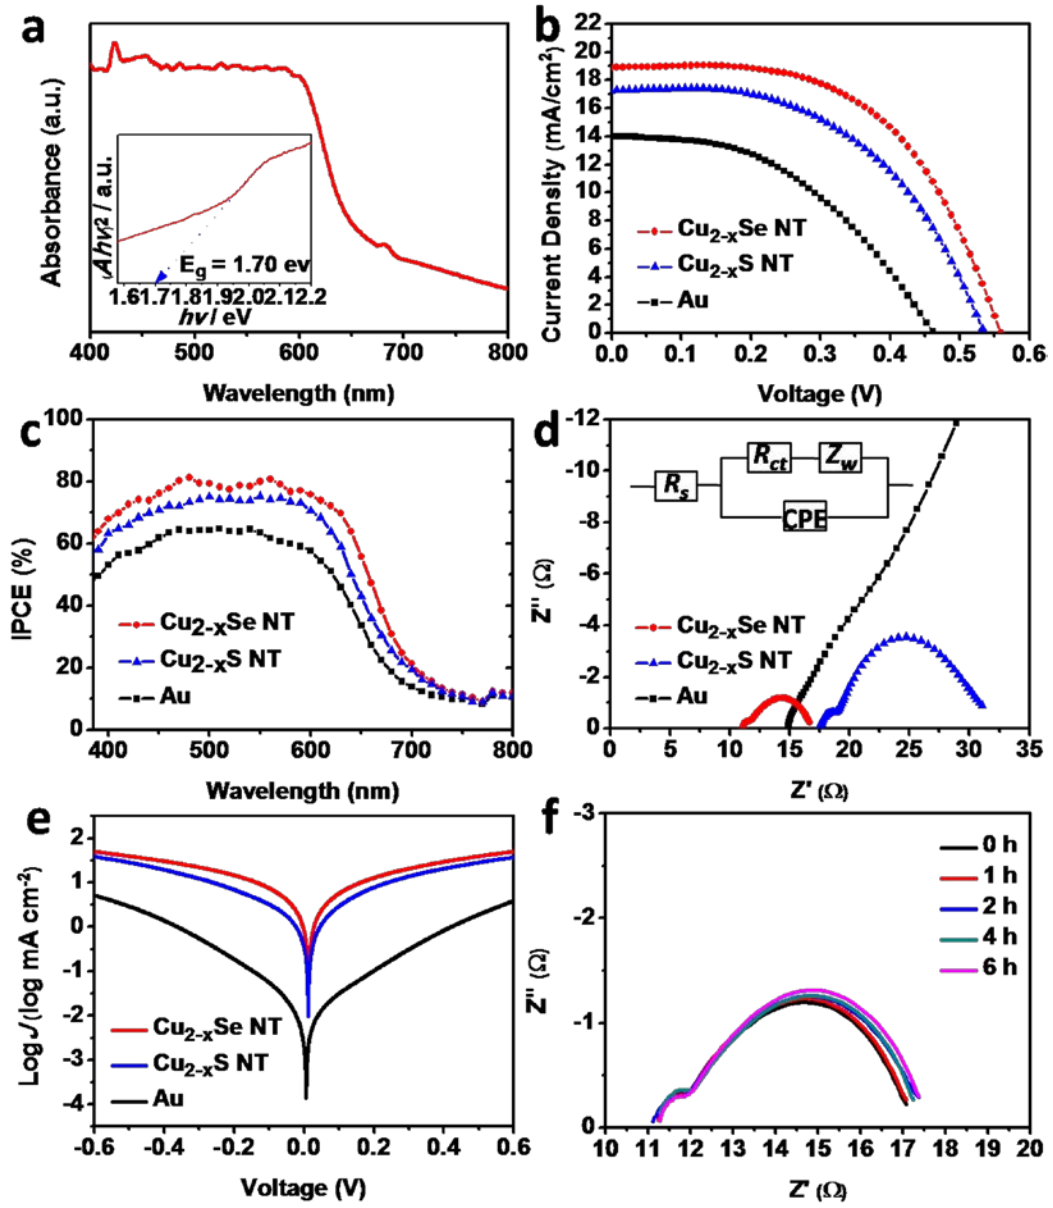 a
Absorbance (a.u.)
Ahv² / a.u.
E_g = 1.70 ev
1.6 1.7 1.8 1.9 2.0 2.1 2.2
hv / eV
400 500 600 700 800
Wavelength (nm)
b
Current Density (mA/cm²)
22
20
18
16
14
12
10
8
6
4
2
0
Cu₂₋ₓSe NT
Cu₂₋ₓS NT
Au
0.0 0.1 0.2 0.3 0.4 0.5 0.6
Voltage (V)
c
IPCE (%)
100
80
60
40
20
0
Cu₂₋ₓSe NT
Cu₂₋ₓS NT
Au
400 500 600 700 800
Wavelength (nm)
d
Z'' (Ω)
-12
-10
-8
-6
-4
-2
0
R_s
R_ct
Z_w
CPE
Cu₂₋ₓSe NT
Cu₂₋ₓS NT
Au
0 5 10 15 20 25 30 35
Z' (Ω)
e
Log J (log mA cm⁻²)
2
1
0
-1
-2
-3
-4
Cu₂₋ₓSe NT
Cu₂₋ₓS NT
Au
-0.6 -0.4 -0.2 0.0 0.2 0.4 0.6
Voltage (V)
f
Z'' (Ω)
-3
-2
-1
0
0 h
1 h
2 h
4 h
6 h
10 11 12 13 14 15 16 17 18 19 20
Z' (Ω)